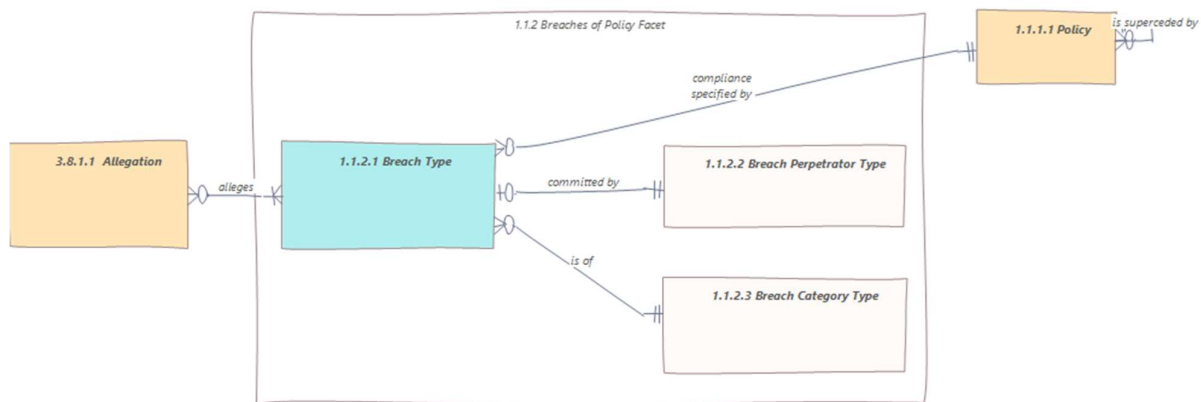 1.1.2 Breaches of Policy Facet
1.1.1.1 Policy
is superceded by
compliance
specified by
3.8.1.1 Allegation
alleges
1.1.2.1 Breach Type
committed by
1.1.2.2 Breach Perpetrator Type
is of
1.1.2.3 Breach Category Type